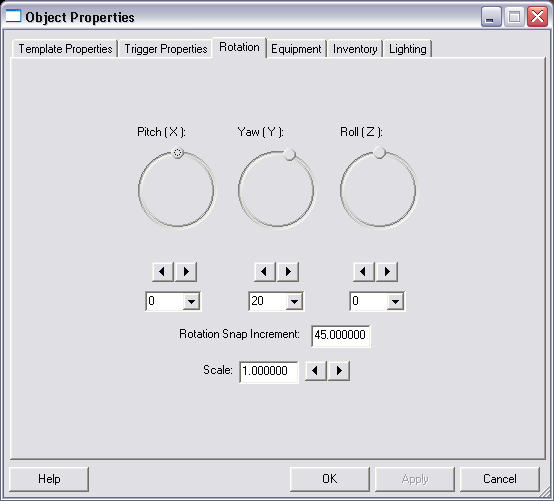 Object Properties
Template Properties Trigger Properties Rotation Equipment Inventory Lighting
Pitch ( X ): Yaw ( Y ): Roll ( Z ):
0 20 0
Rotation Snap Increment: 45.000000
Scale: 1.000000
Help OK Apply Cancel